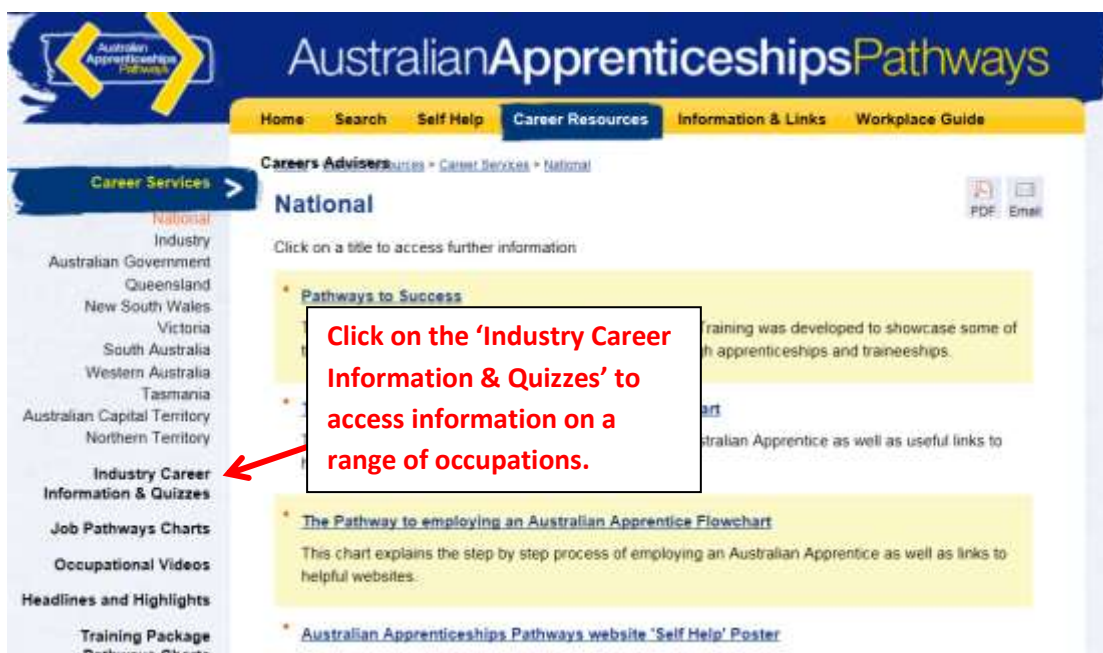 Australian
Apprenticeships
Pathways
AustralianApprenticeshipsPathways
Home Search Self Help Career Resources Information & Links Workplace Guide
Careers Advisers > Career Services > National
Career Services >
National
Industry
Australian Government
Queensland
New South Wales
Victoria
South Australia
Western Australia
Tasmania
Australian Capital Territory
Northern Territory
Industry Career
Information & Quizzes
Job Pathways Charts
Occupational Videos
Headlines and Highlights
Training Package
National
PDF Email
Click on a title to access further information
Pathways to Success
Training was developed to showcase some of
apprenticeships and traineeships.
Click on the ‘Industry Career
Information & Quizzes’ to
access information on a
range of occupations.
Apprentice as well as useful links to
The Pathway to employing an Australian Apprentice Flowchart
This chart explains the step by step process of employing an Australian Apprentice as well as links to
helpful websites.
Australian Apprenticeships Pathways website 'Self Help' Poster